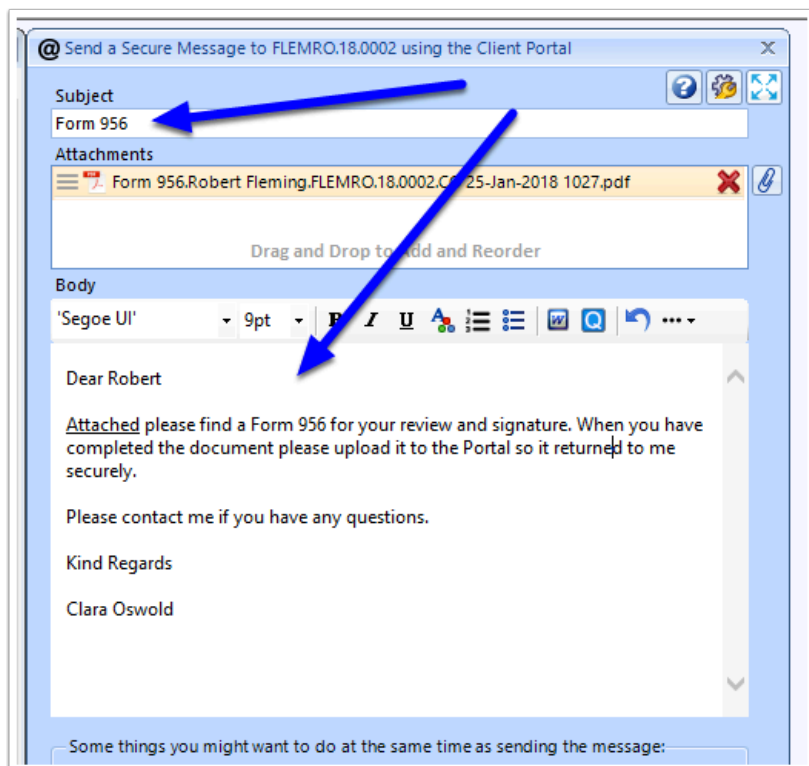 @ Send a Secure Message to FLEMRO.18.0002 using the Client Portal X
Subject
Form 956
Attachments
Form 956.Robert Fleming.FLEMRO.18.0002. 25-Jan-2018 1027.pdf
Drag and Drop to Add and Reorder
Body
'Segoe UI' 9pt B I U
Dear Robert
Attached please find a Form 956 for your review and signature. When you have
completed the document please upload it to the Portal so it returned to me
securely.
Please contact me if you have any questions.
Kind Regards
Clara Oswold
Some things you might want to do at the same time as sending the message: